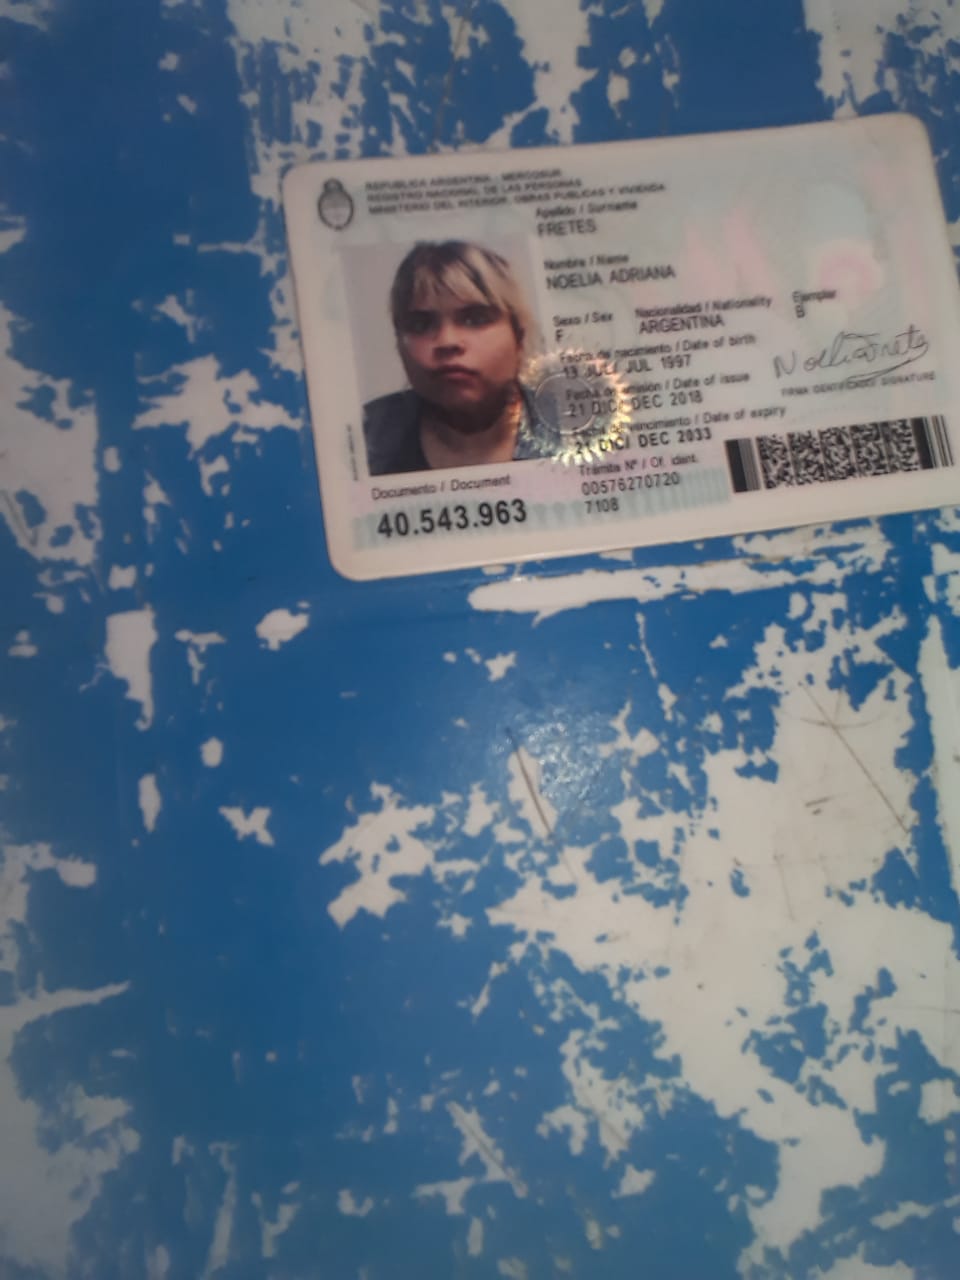 REPUBLICA ARGENTINA - MERCOSUR
REGISTRO NACIONAL DE LAS PERSONAS
MINISTERIO DEL INTERIOR, OBRAS PUBLICAS Y VIVIENDA
Apellido / Surname
FRETES
Nombre / Name
NOELIA ADRIANA
Sexo / Sex Nacionalidad / Nationality Ejemplar
F ARGENTINA B
Fecha de nacimiento / Date of birth
JUL/ JUL 1997
Fecha de emisión / Date of issue
21 DIC/ DEC 2018
Fecha de vencimiento / Date of expiry
21 DIC/ DEC 2033
FIRMA IDENTIFICADO / SIGNATURE
Documento / Document
40.543.963
Trámite Nº / Of. ident.
00576270720
7108